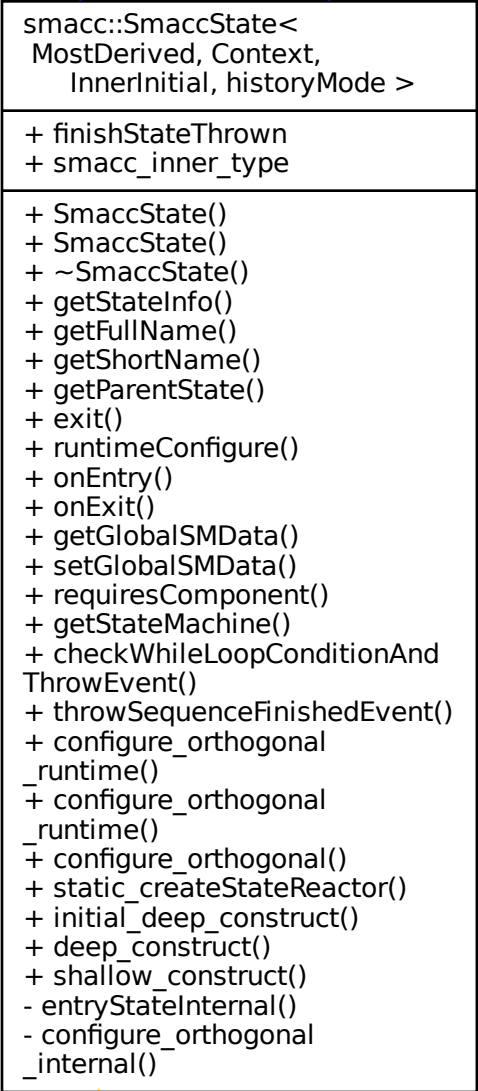 smacc::SmaccState<
MostDerived, Context,
InnerInitial, historyMode >
+ finishStateThrown
+ smacc_inner_type
+ SmaccState()
+ SmaccState()
+ ~SmaccState()
+ getStateInfo()
+ getFullName()
+ getShortName()
+ getParentState()
+ exit()
+ runtimeConfigure()
+ onEntry()
+ onExit()
+ getGlobalSMData()
+ setGlobalSMData()
+ requiresComponent()
+ getStateMachine()
+ checkWhileLoopConditionAnd
ThrowEvent()
+ throwSequenceFinishedEvent()
+ configure_orthogonal
_runtime()
+ configure_orthogonal
_runtime()
+ configure_orthogonal()
+ static_createStateReactor()
+ initial_deep_construct()
+ deep_construct()
+ shallow_construct()
- entryStateInternal()
- configure_orthogonal
_internal()